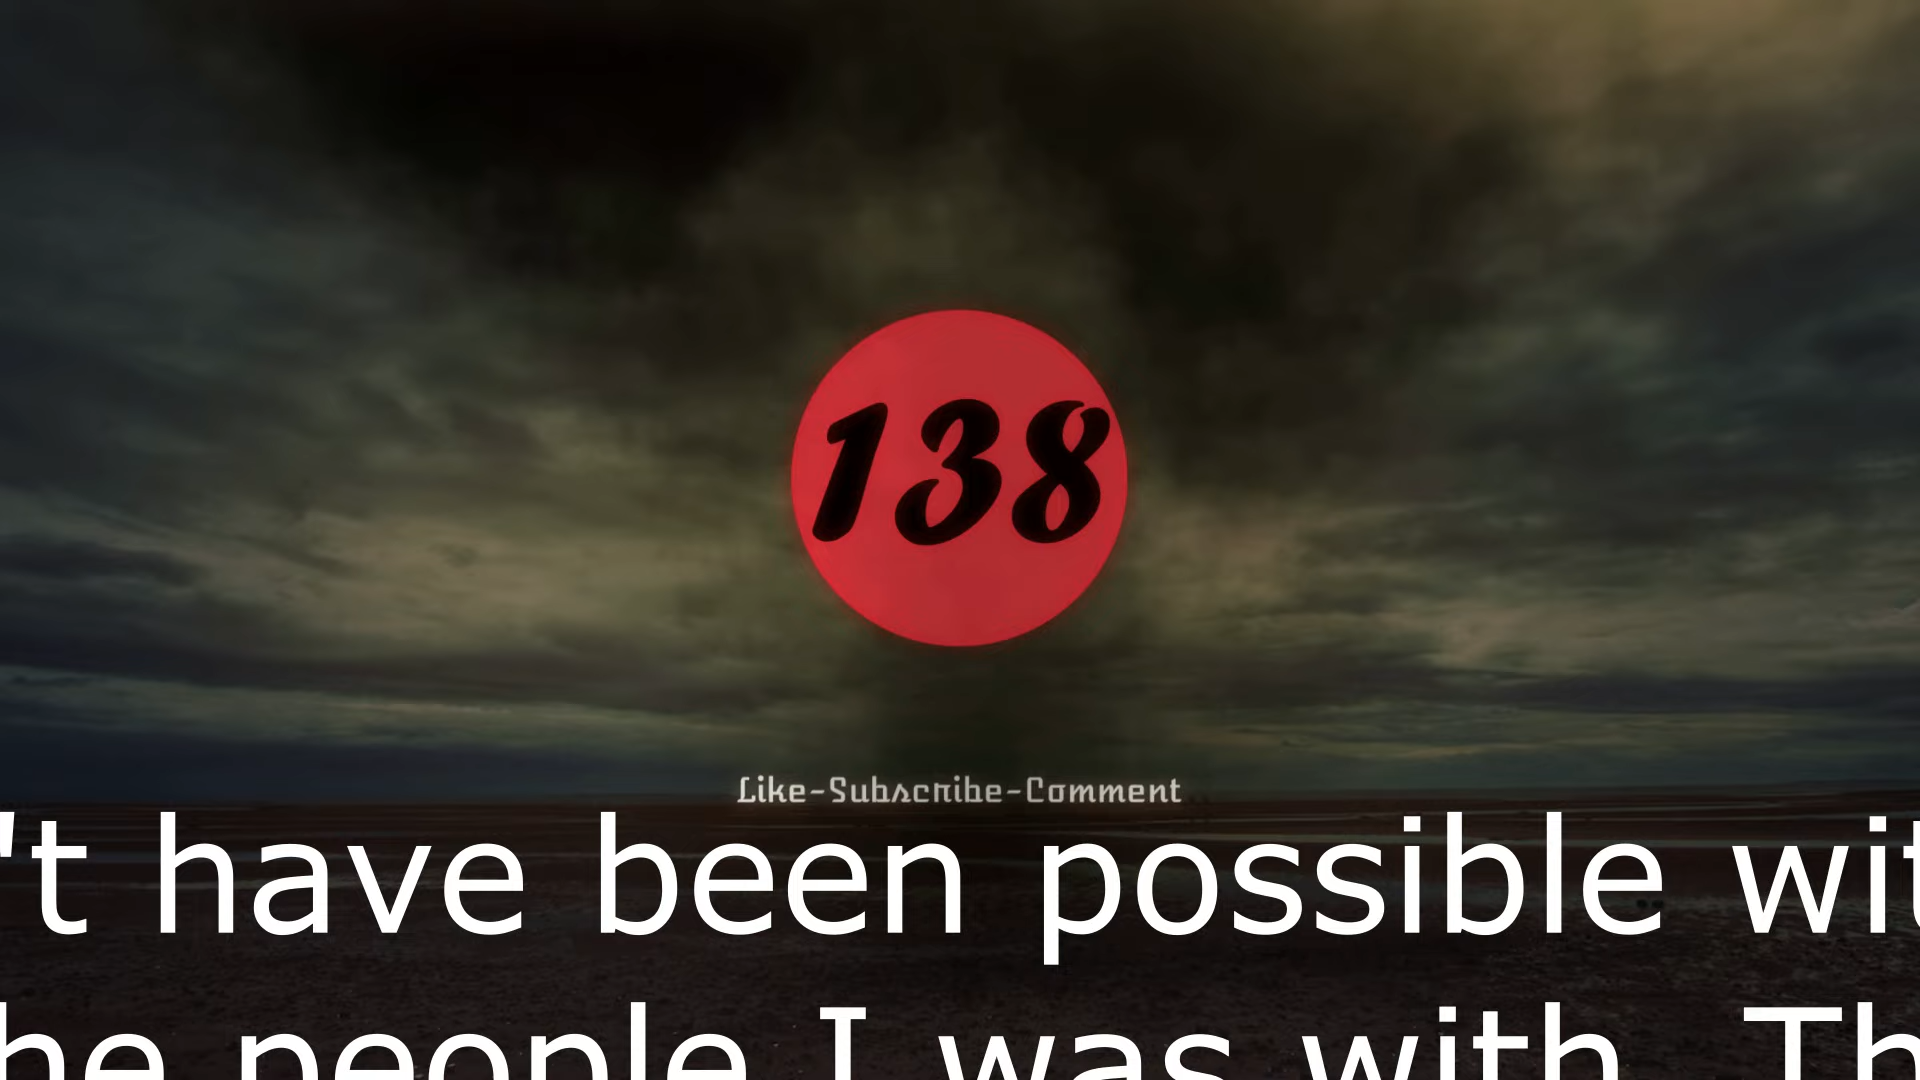 138
Like-Subscribe-Comment
't have been possible wit
he people I was with. Th